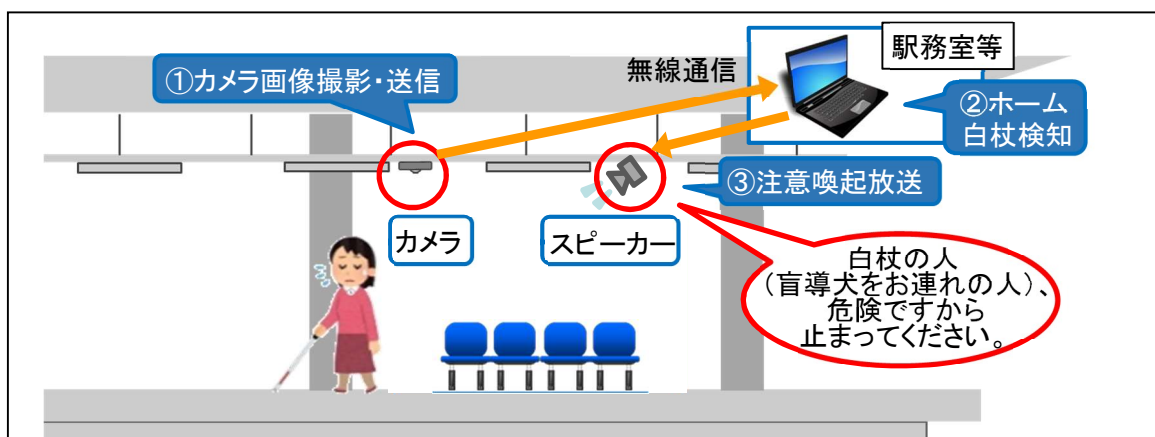 ①カメラ画像撮影・送信
無線通信
駅務室等
②ホーム
白杖検知
③注意喚起放送
カメラ
スピーカー
白杖の人
（盲導犬をお連れの人）、
危険ですから
止まってください。